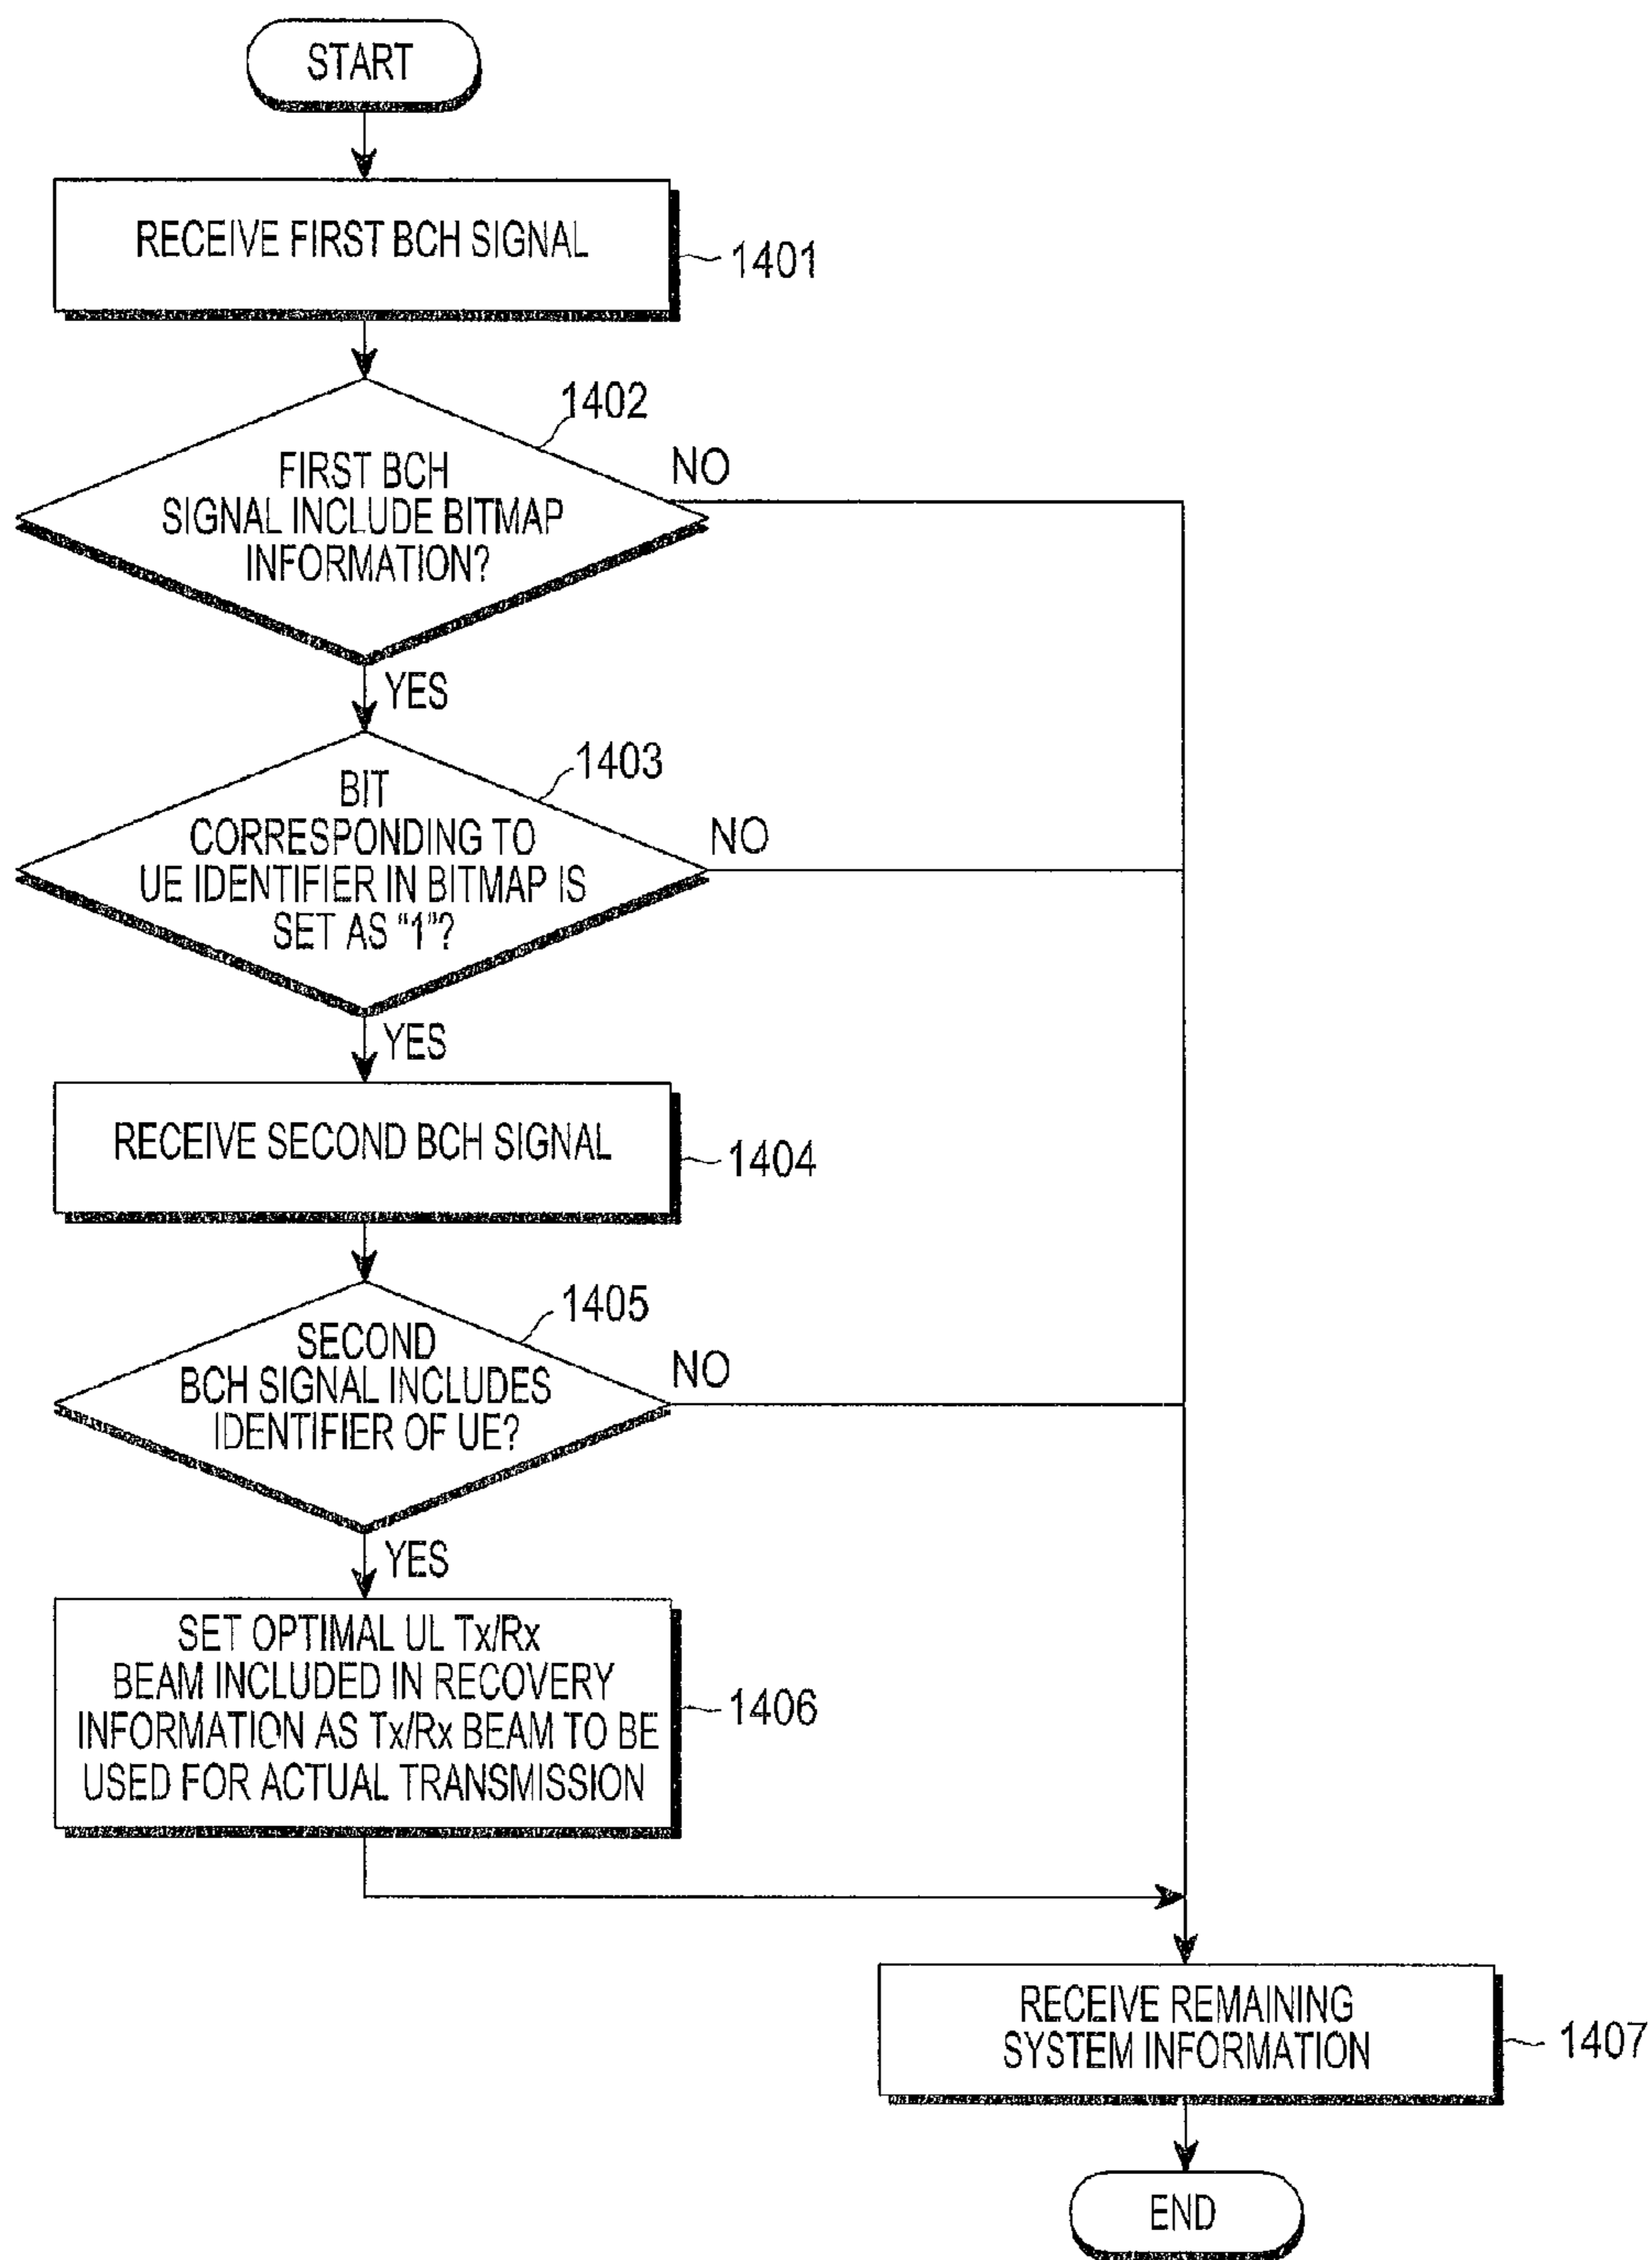 START
RECEIVE FIRST BCH SIGNAL
1401
1402
FIRST BCH
SIGNAL INCLUDE BITMAP
INFORMATION?
NO
YES
1403
BIT
CORRESPONDING TO
UE IDENTIFIER IN BITMAP IS
SET AS “1”?
NO
YES
RECEIVE SECOND BCH SIGNAL
1404
1405
SECOND
BCH SIGNAL INCLUDES
IDENTIFIER OF UE?
NO
YES
SET OPTIMAL UL Tx/Rx
BEAM INCLUDED IN RECOVERY
INFORMATION AS Tx/Rx BEAM TO BE
USED FOR ACTUAL TRANSMISSION
1406
RECEIVE REMAINING
SYSTEM INFORMATION
1407
END